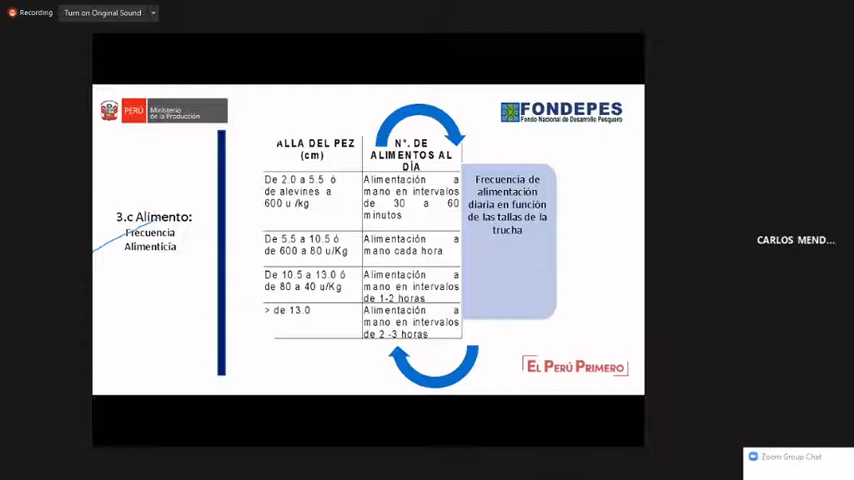 Recording
Turn on Original Sound
PERÚ
Ministerio
de la Producción
FONDEPES
Fondo Nacional de Desarrollo Pesquero
3.c Alimento:
Frecuencia
Alimenticia
ALLA DEL PEZ
(cm)
N°. DE
ALIMENTOS AL
DÍA
De 2.0 a 5.5 ó
de alevines a
600 u /kg
Alimentación a
mano en intervalos
de 30 a 60
minutos
De 5.5 a 10.5 ó
de 600 a 80 u/Kg
Alimentación a
mano cada hora
De 10.5 a 13.0 ó
de 80 a 40 u/Kg
Alimentación a
mano en intervalos
de 1-2 horas
> de 13.0
Alimentación a
mano en intervalos
de 2 -3 horas
Frecuencia de
alimentación
diaria en función
de las tallas de la
trucha
EL PERÚ PRIMERO
CARLOS MEND...
Zoom Group Chat